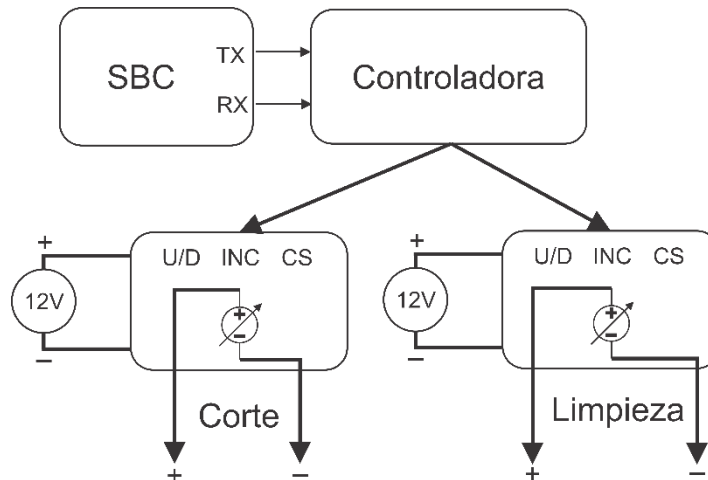 SBC
TX
RX
Controladora
+
12V
−
U/D INC CS
+
−
Corte
+
−
+
12V
−
U/D INC CS
+
−
Limpieza
+
−